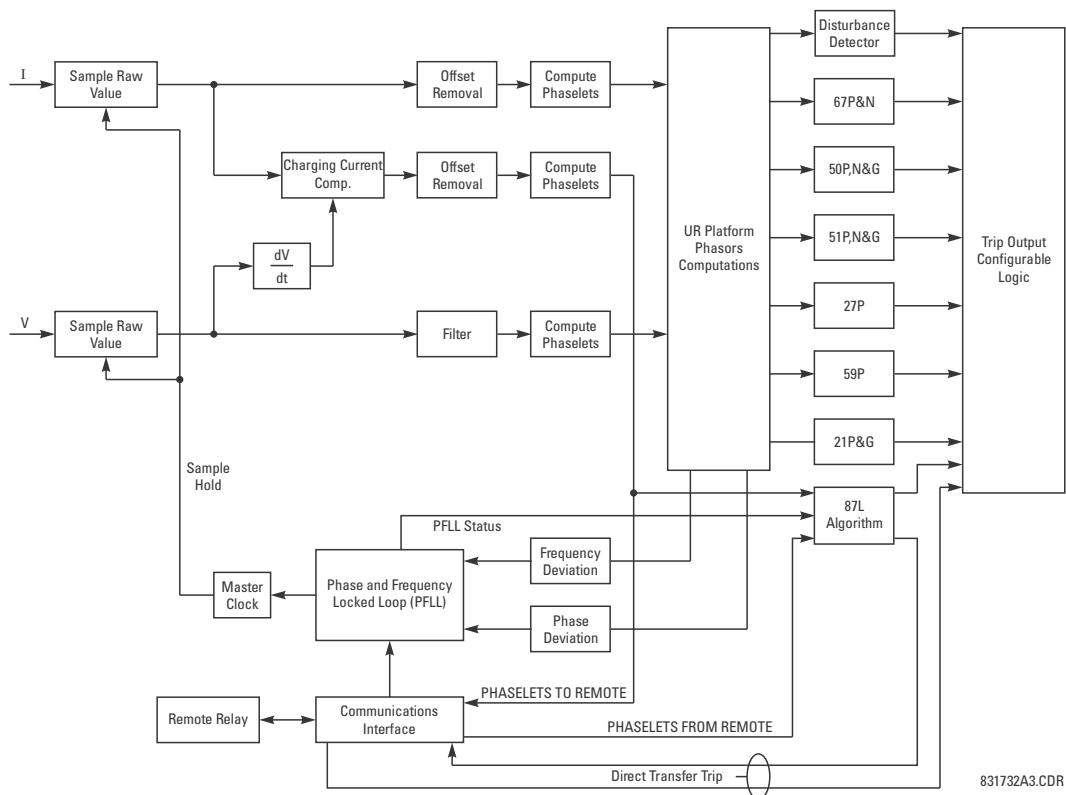 Disturbance
Detector
I
Sample Raw
Value
Offset
Removal
Compute
Phaselets
67P&N
Charging Current
Comp.
Offset
Removal
Compute
Phaselets
50P,N&G
UR Platform
Phasors
Computations
51P,N&G
Trip Output
Configurable
Logic
dV
dt
27P
V
Sample Raw
Value
Filter
Compute
Phaselets
59P
21P&G
Sample
Hold
87L
Algorithm
PFLL Status
Frequency
Deviation
Master
Clock
Phase and Frequency
Locked Loop (PFLL)
Phase
Deviation
PHASELETS TO REMOTE
Remote Relay
Communications
Interface
PHASELETS FROM REMOTE
Direct Transfer Trip
831732A3.CDR